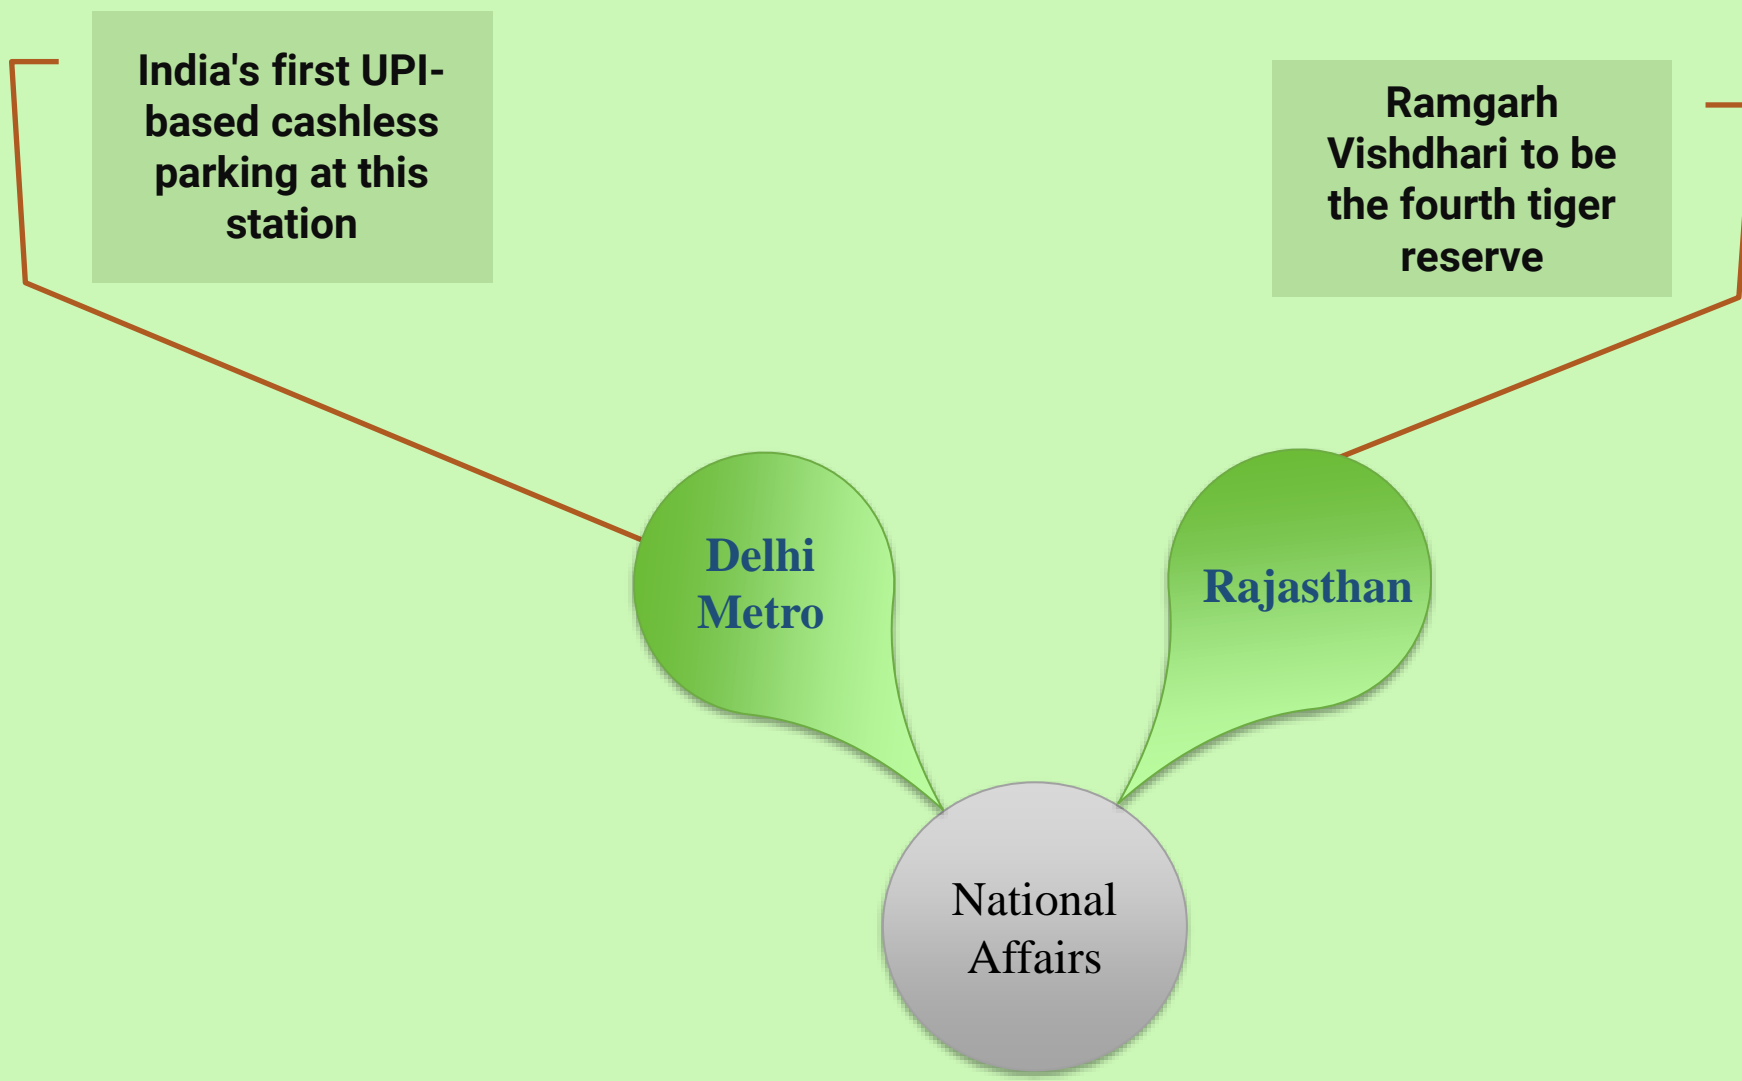 India's first UPI-
based cashless
parking at this
station
Ramgarh
Vishdhari to be
the fourth tiger
reserve
Delhi
Metro
Rajasthan
National
Affairs